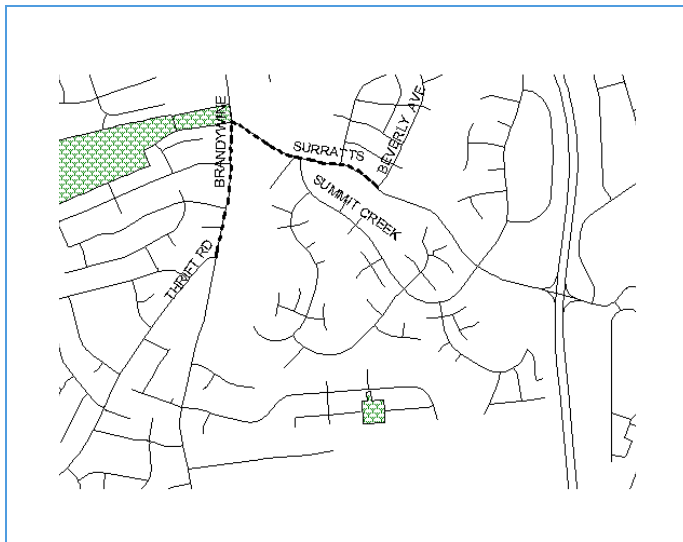 BRANDYWINE
SURRATTS
BEVERLY AVE
SUMMIT CREEK
THRIFT RD